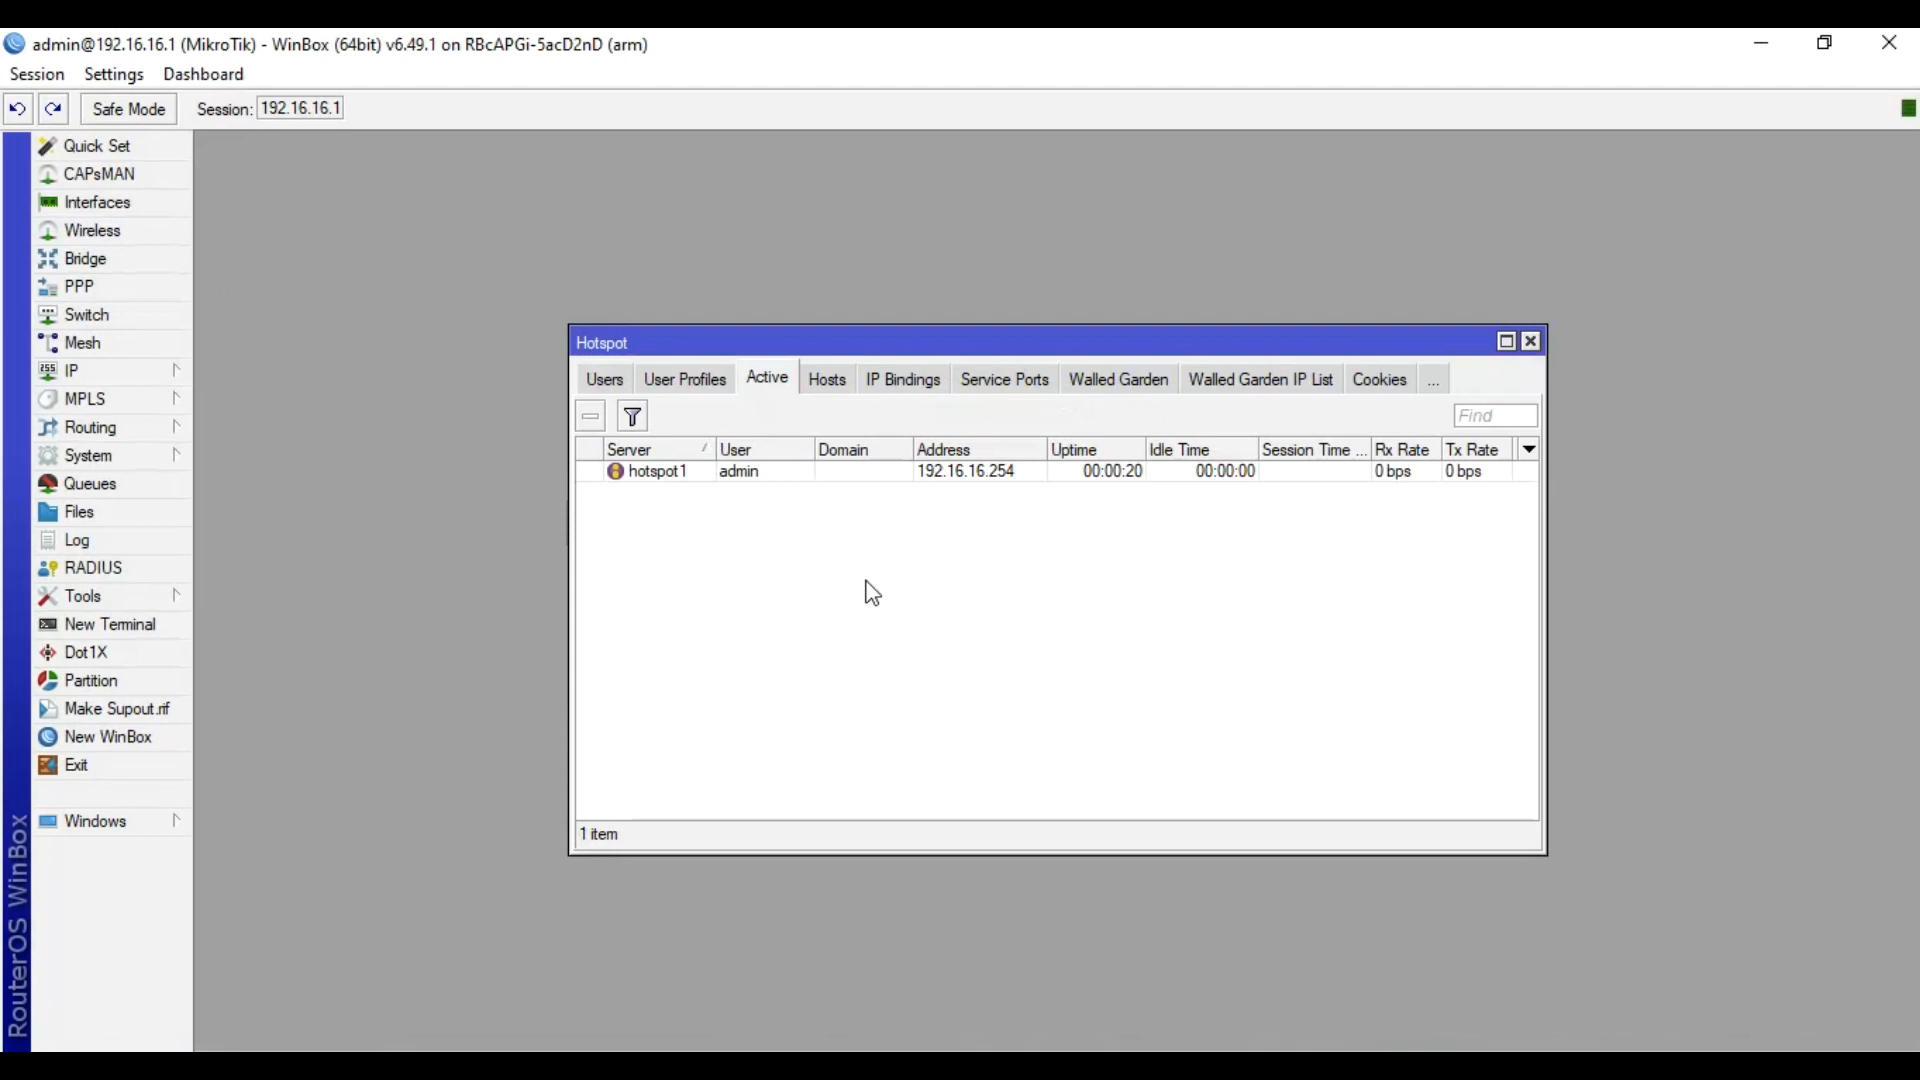 admin@192.16.16.1 (MikroTik) - WinBox (64bit) v6.49.1 on RBcAPGi-5acD2nD (arm)
Session Settings Dashboard
Safe Mode Session: 192.16.16.1
Quick Set
CAPsMAN
Interfaces
Wireless
Bridge
PPP
Switch
Mesh
IP
MPLS
Routing
System
Queues
Files
Log
RADIUS
Tools
New Terminal
Dot1X
Partition
Make Supout.rif
New WinBox
Exit
Windows
RouterOS WinBox
Hotspot
Users User Profiles Active Hosts IP Bindings Service Ports Walled Garden Walled Garden IP List Cookies ...
Find
Server User Domain Address Uptime Idle Time Session Time ... Rx Rate Tx Rate
hotspot1 admin 192.16.16.254 00:00:20 00:00:00 0 bps 0 bps
1 item